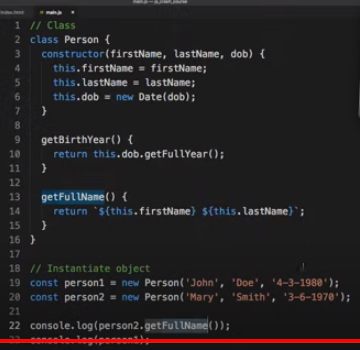 main.js — js_crash_course
index.html main.js ×
1 // Class
2 class Person {
3 constructor(firstName, lastName, dob) {
4 this.firstName = firstName;
5 this.lastName = lastName;
6 this.dob = new Date(dob);
7 }
8
9 getBirthYear() {
10 return this.dob.getFullYear();
11 }
12
13 getFullName() {
14 return `${this.firstName} ${this.lastName}`;
15 }
16 }
17
18 // Instantiate object
19 const person1 = new Person('John', 'Doe', '4-3-1980');
20 const person2 = new Person('Mary', 'Smith', '3-6-1970');
21
22 console.log(person2.getFullName());
23 console.log(person1);